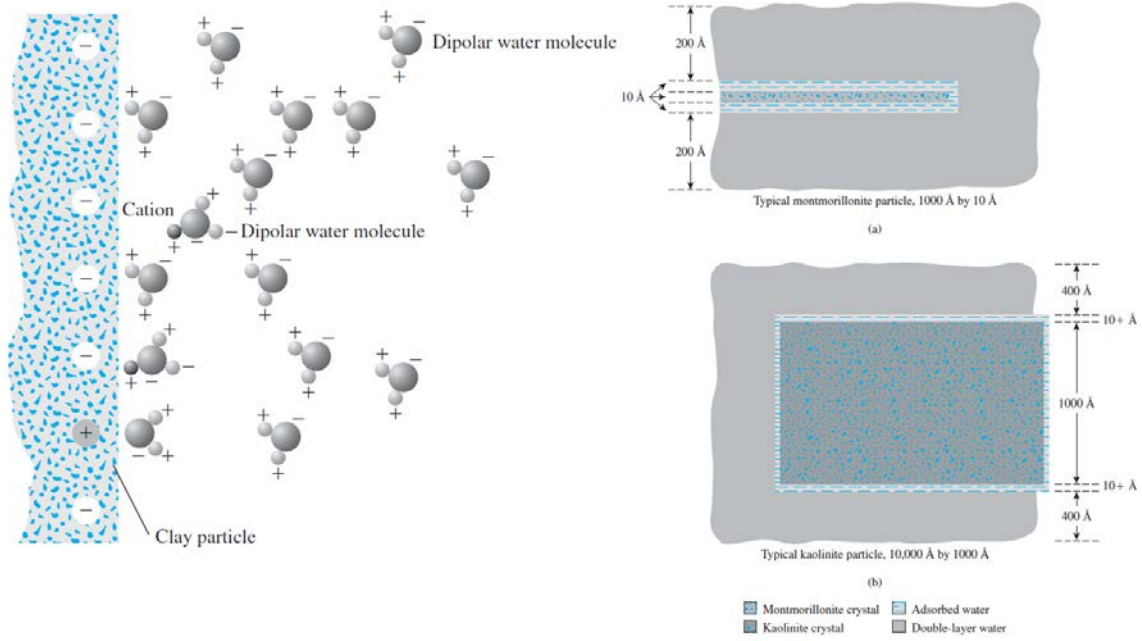 +
−
+
−
Dipolar water molecule
−
+
+
+
−
+
−
+
−
−
+
+
+
+
−
+
−
−
+
+
Cation
+
− Dipolar water molecule
+
−
+
−
+
−
−
+
+
+
+
−
+
−
−
+
−
−
+
+
+
+
+
+
−
−
+
+
+
−
Clay particle
200 Å
10 Å
200 Å
Typical montmorillonite particle, 1000 Å by 10 Å
(a)
400 Å
10+ Å
1000 Å
10+ Å
400 Å
Typical kaolinite particle, 10,000 Å by 1000 Å
(b)
Montmorillonite crystal
Adsorbed water
Kaolinite crystal
Double-layer water